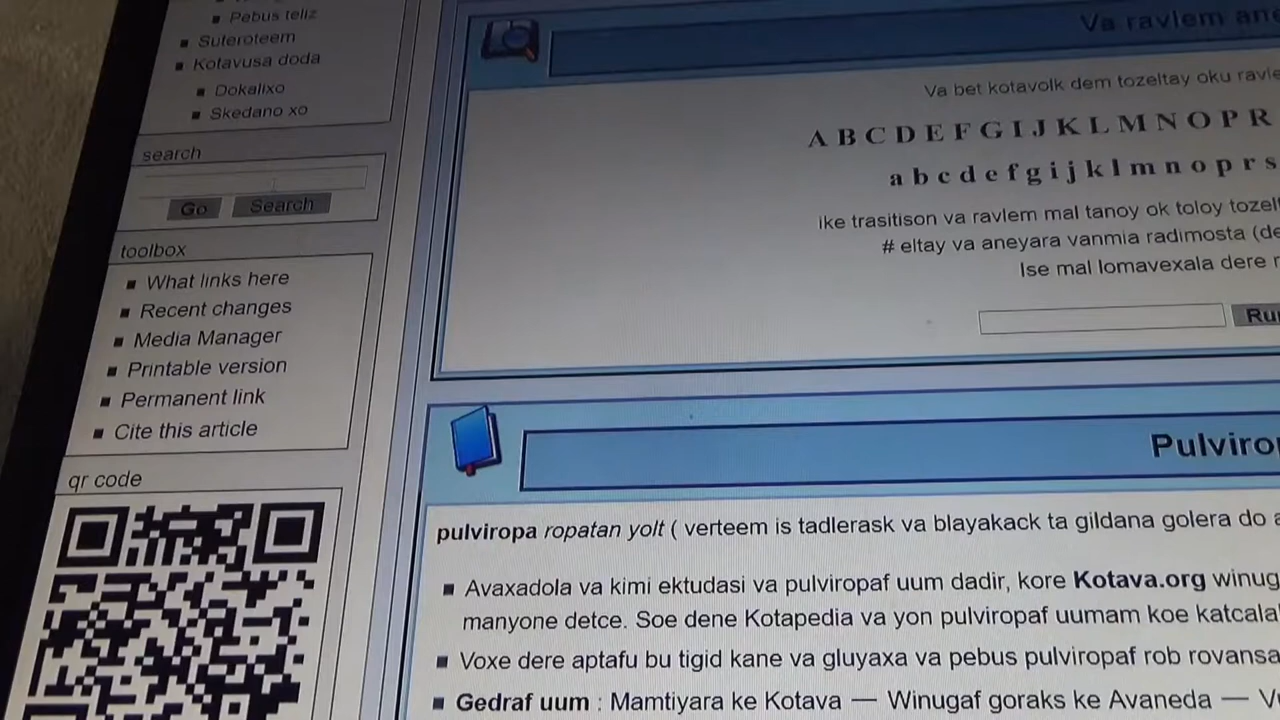 Pebus teliz
Suteroteem
Kotavusa doda
Dokalixo
Skedano xo
search
Go Search
toolbox
What links here
Recent changes
Media Manager
Printable version
Permanent link
Cite this article
qr code
Va ravlem
Va bet kotavolk dem tozeltay oku
A B C D E F G I J K L M N O P R
a b c d e f g i j k l m n o p r s
ike trasitison va ravlem mal tanoy ok toloy
# eltay va aneyara vanmia radimosta
Ise mal lomavexala dere
Pulviro
pulviropa ropatan yolt ( verteem is tadlerask va blayakack ta gildana golera do
Avaxadola va kimi ektudasi va pulviropaf uum dadir, kore Kotava.org
manyone detce. Soe dene Kotapedia va yon pulviropaf uumam koe
Voxe dere aptafu bu tigid kane va gluyaxa va pebus pulviropaf rob
Gedraf uum : Mamtiyara ke Kotava — Winugaf goraks ke Avaneda —